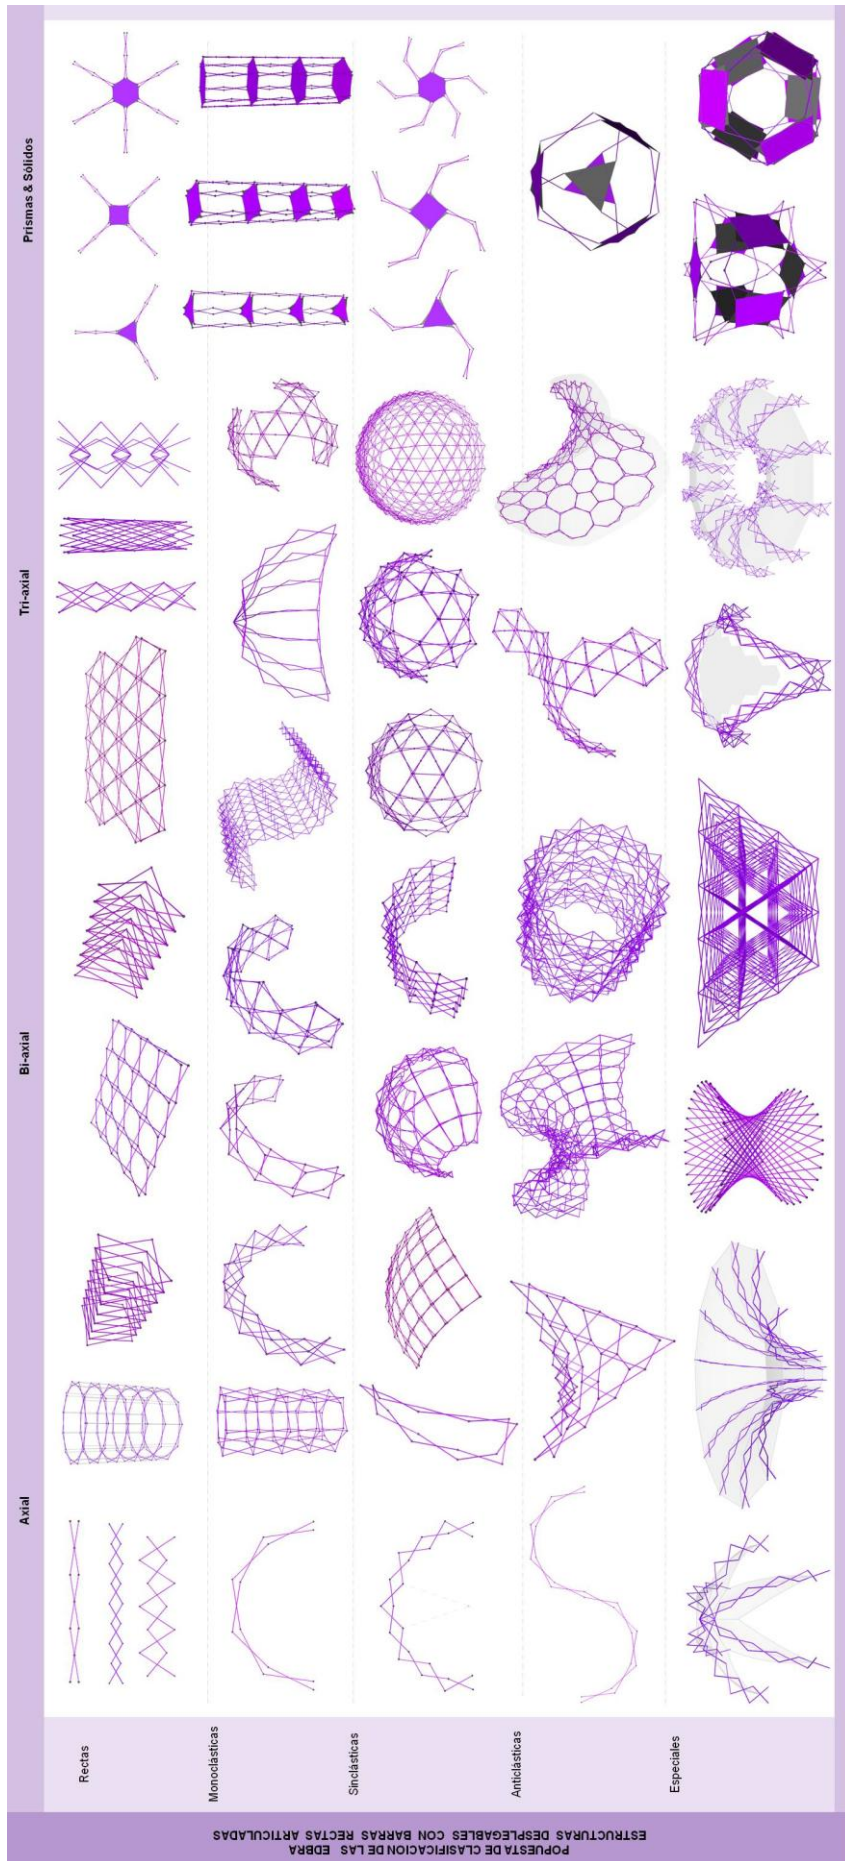 POPUESTA DE CLASIFICACION DE LAS EDBRA
ESTRUCTURAS DESPLEGABLES CON BARRAS RECTAS ARTICULADAS
Axial
Bi-axial
Tri-axial
Prismas & Sólidos
Rectas
Monoclásticas
Sinclásticas
Anticlásticas
Especiales